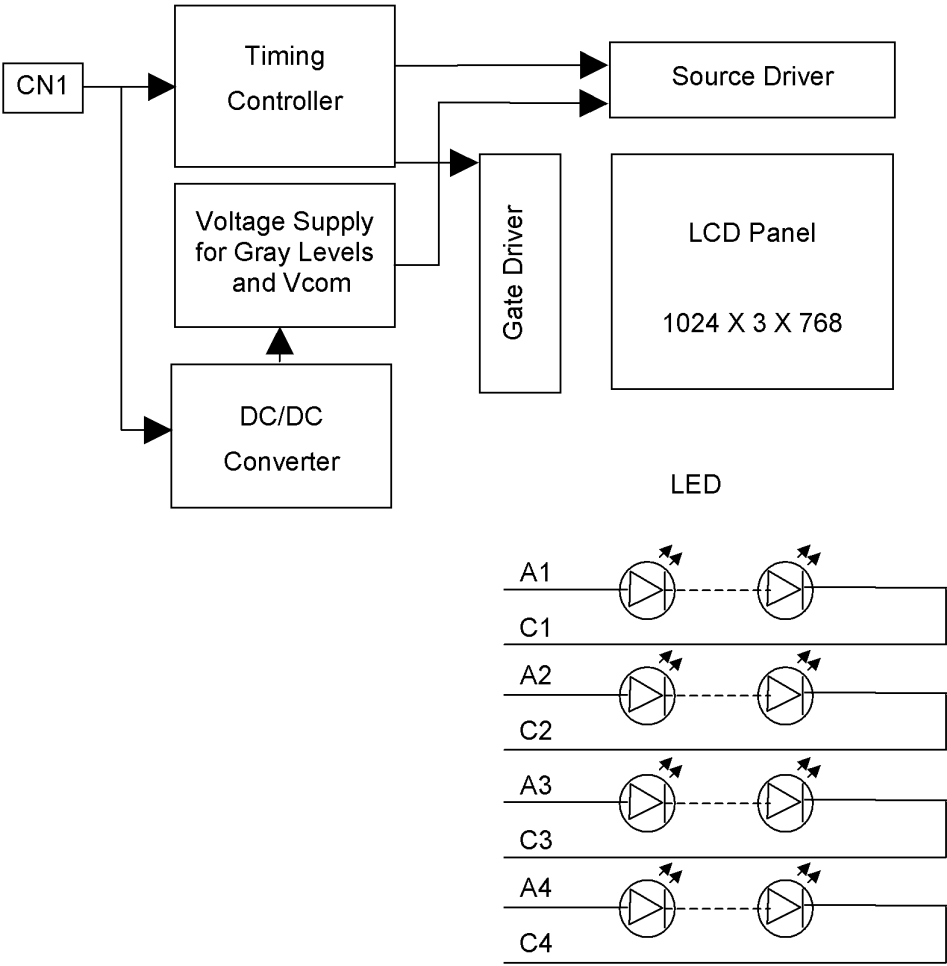 CN1
Timing
Controller
Source Driver
Voltage Supply
for Gray Levels
and Vcom
Gate Driver
LCD Panel
1024 X 3 X 768
DC/DC
Converter
LED
A1
C1
A2
C2
A3
C3
A4
C4